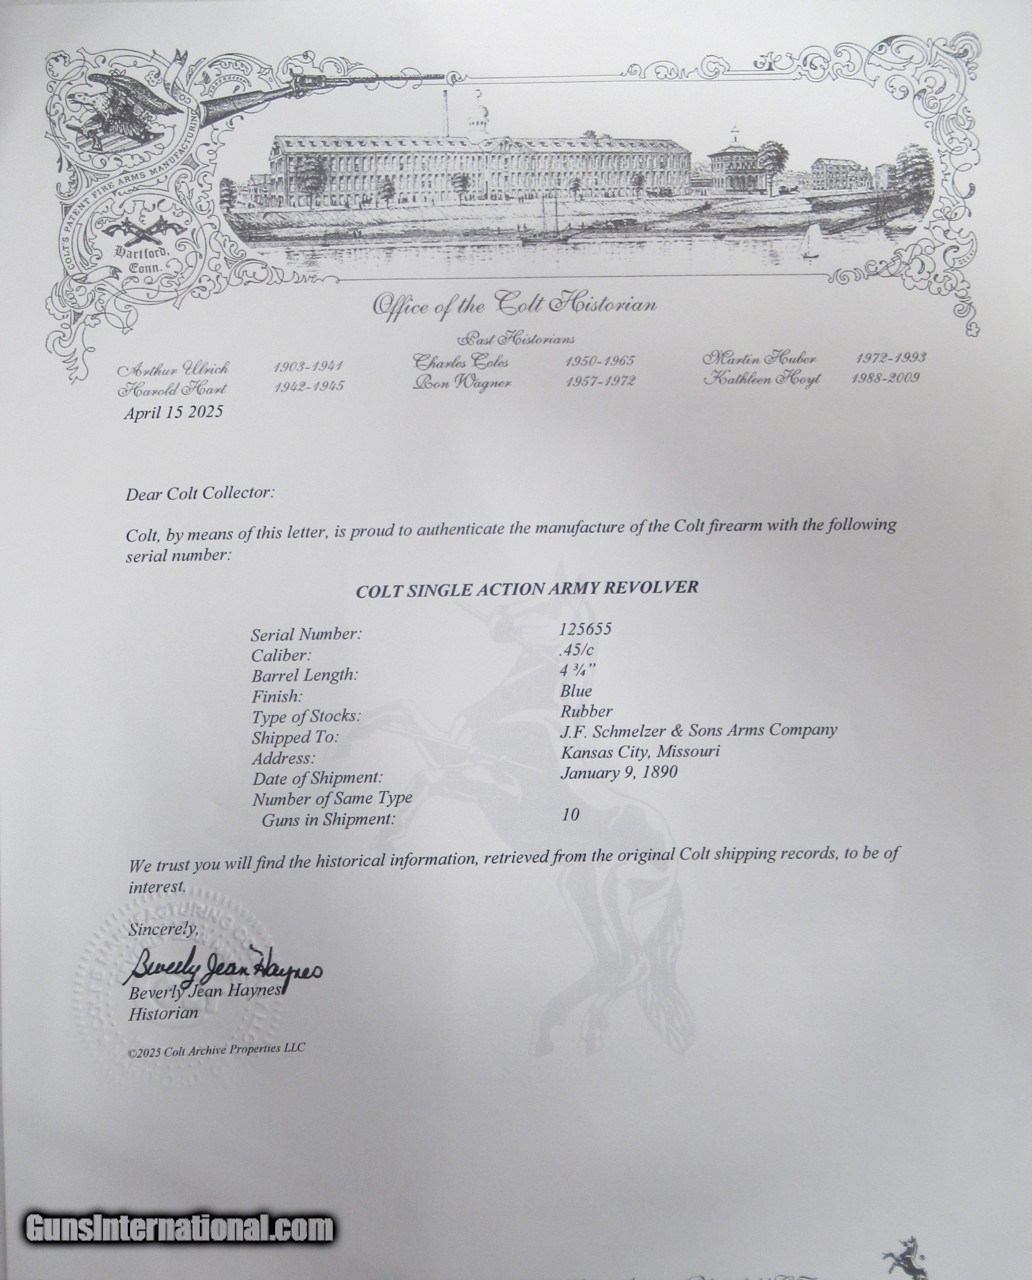 COLT'S PATENT FIRE ARMS MANUFACTURING CO
Hartford,
Conn.
Office of the Colt Historian
Past Historians
Arthur Ulrich 1903-1941 Charles Coles 1950-1965 Martin Huber 1972-1993
Harold Hart 1942-1945 Ron Wagner 1957-1972 Kathleen Hoyt 1988-2009
April 15 2025
Dear Colt Collector:
Colt, by means of this letter, is proud to authenticate the manufacture of the Colt firearm with the following
serial number:
COLT SINGLE ACTION ARMY REVOLVER
Serial Number: 125655
Caliber: .45/c
Barrel Length: 4 ¾”
Finish: Blue
Type of Stocks: Rubber
Shipped To: J.F. Schmelzer & Sons Arms Company
Address: Kansas City, Missouri
Date of Shipment: January 9, 1890
Number of Same Type
Guns in Shipment: 10
We trust you will find the historical information, retrieved from the original Colt shipping records, to be of
interest.
Sincerely,
Beverly Jean Haynes
Beverly Jean Haynes
Historian
©2025 Colt Archive Properties LLC
GunsInternational.com